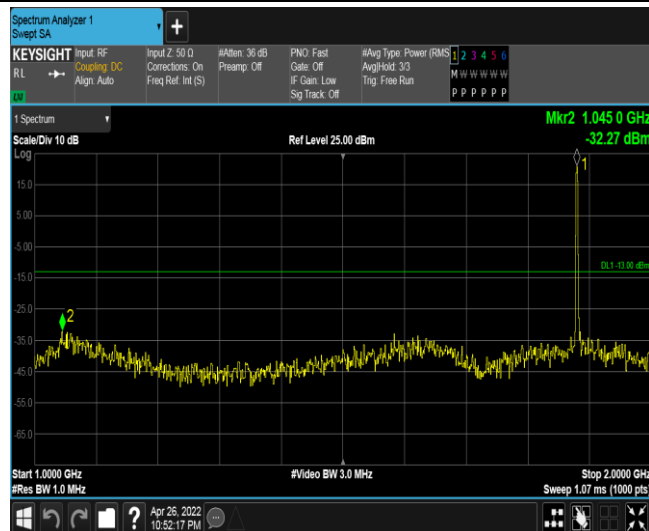 Spectrum Analyzer 1
Swept SA
+
KEYSIGHT Input: RF Input Z: 50 Ω #Atten: 36 dB PNO: Fast #Avg Type: Power (RMS 1 2 3 4 5 6
RL Coupling: DC Corrections: On Preamp: Off Gate: Off Avg|Hold: 3/3 M W W W W W
Align: Auto Freq Ref: Int (S) IF Gain: Low Trig: Free Run
Sig Track: Off P P P P P P
1 Spectrum Mkr2 1.045 0 GHz
Scale/Div 10 dB Ref Level 25.00 dBm -32.27 dBm
Log
1
15.0
5.00
-5.00
DL1 -13.00 dBm
-15.0
-25.0
2
-35.0
-45.0
-55.0
-65.0
Start 1.0000 GHz #Video BW 3.0 MHz Stop 2.0000 GHz
#Res BW 1.0 MHz Sweep 1.07 ms (1000 pts)
? Apr 26, 2022
10:52:17 PM